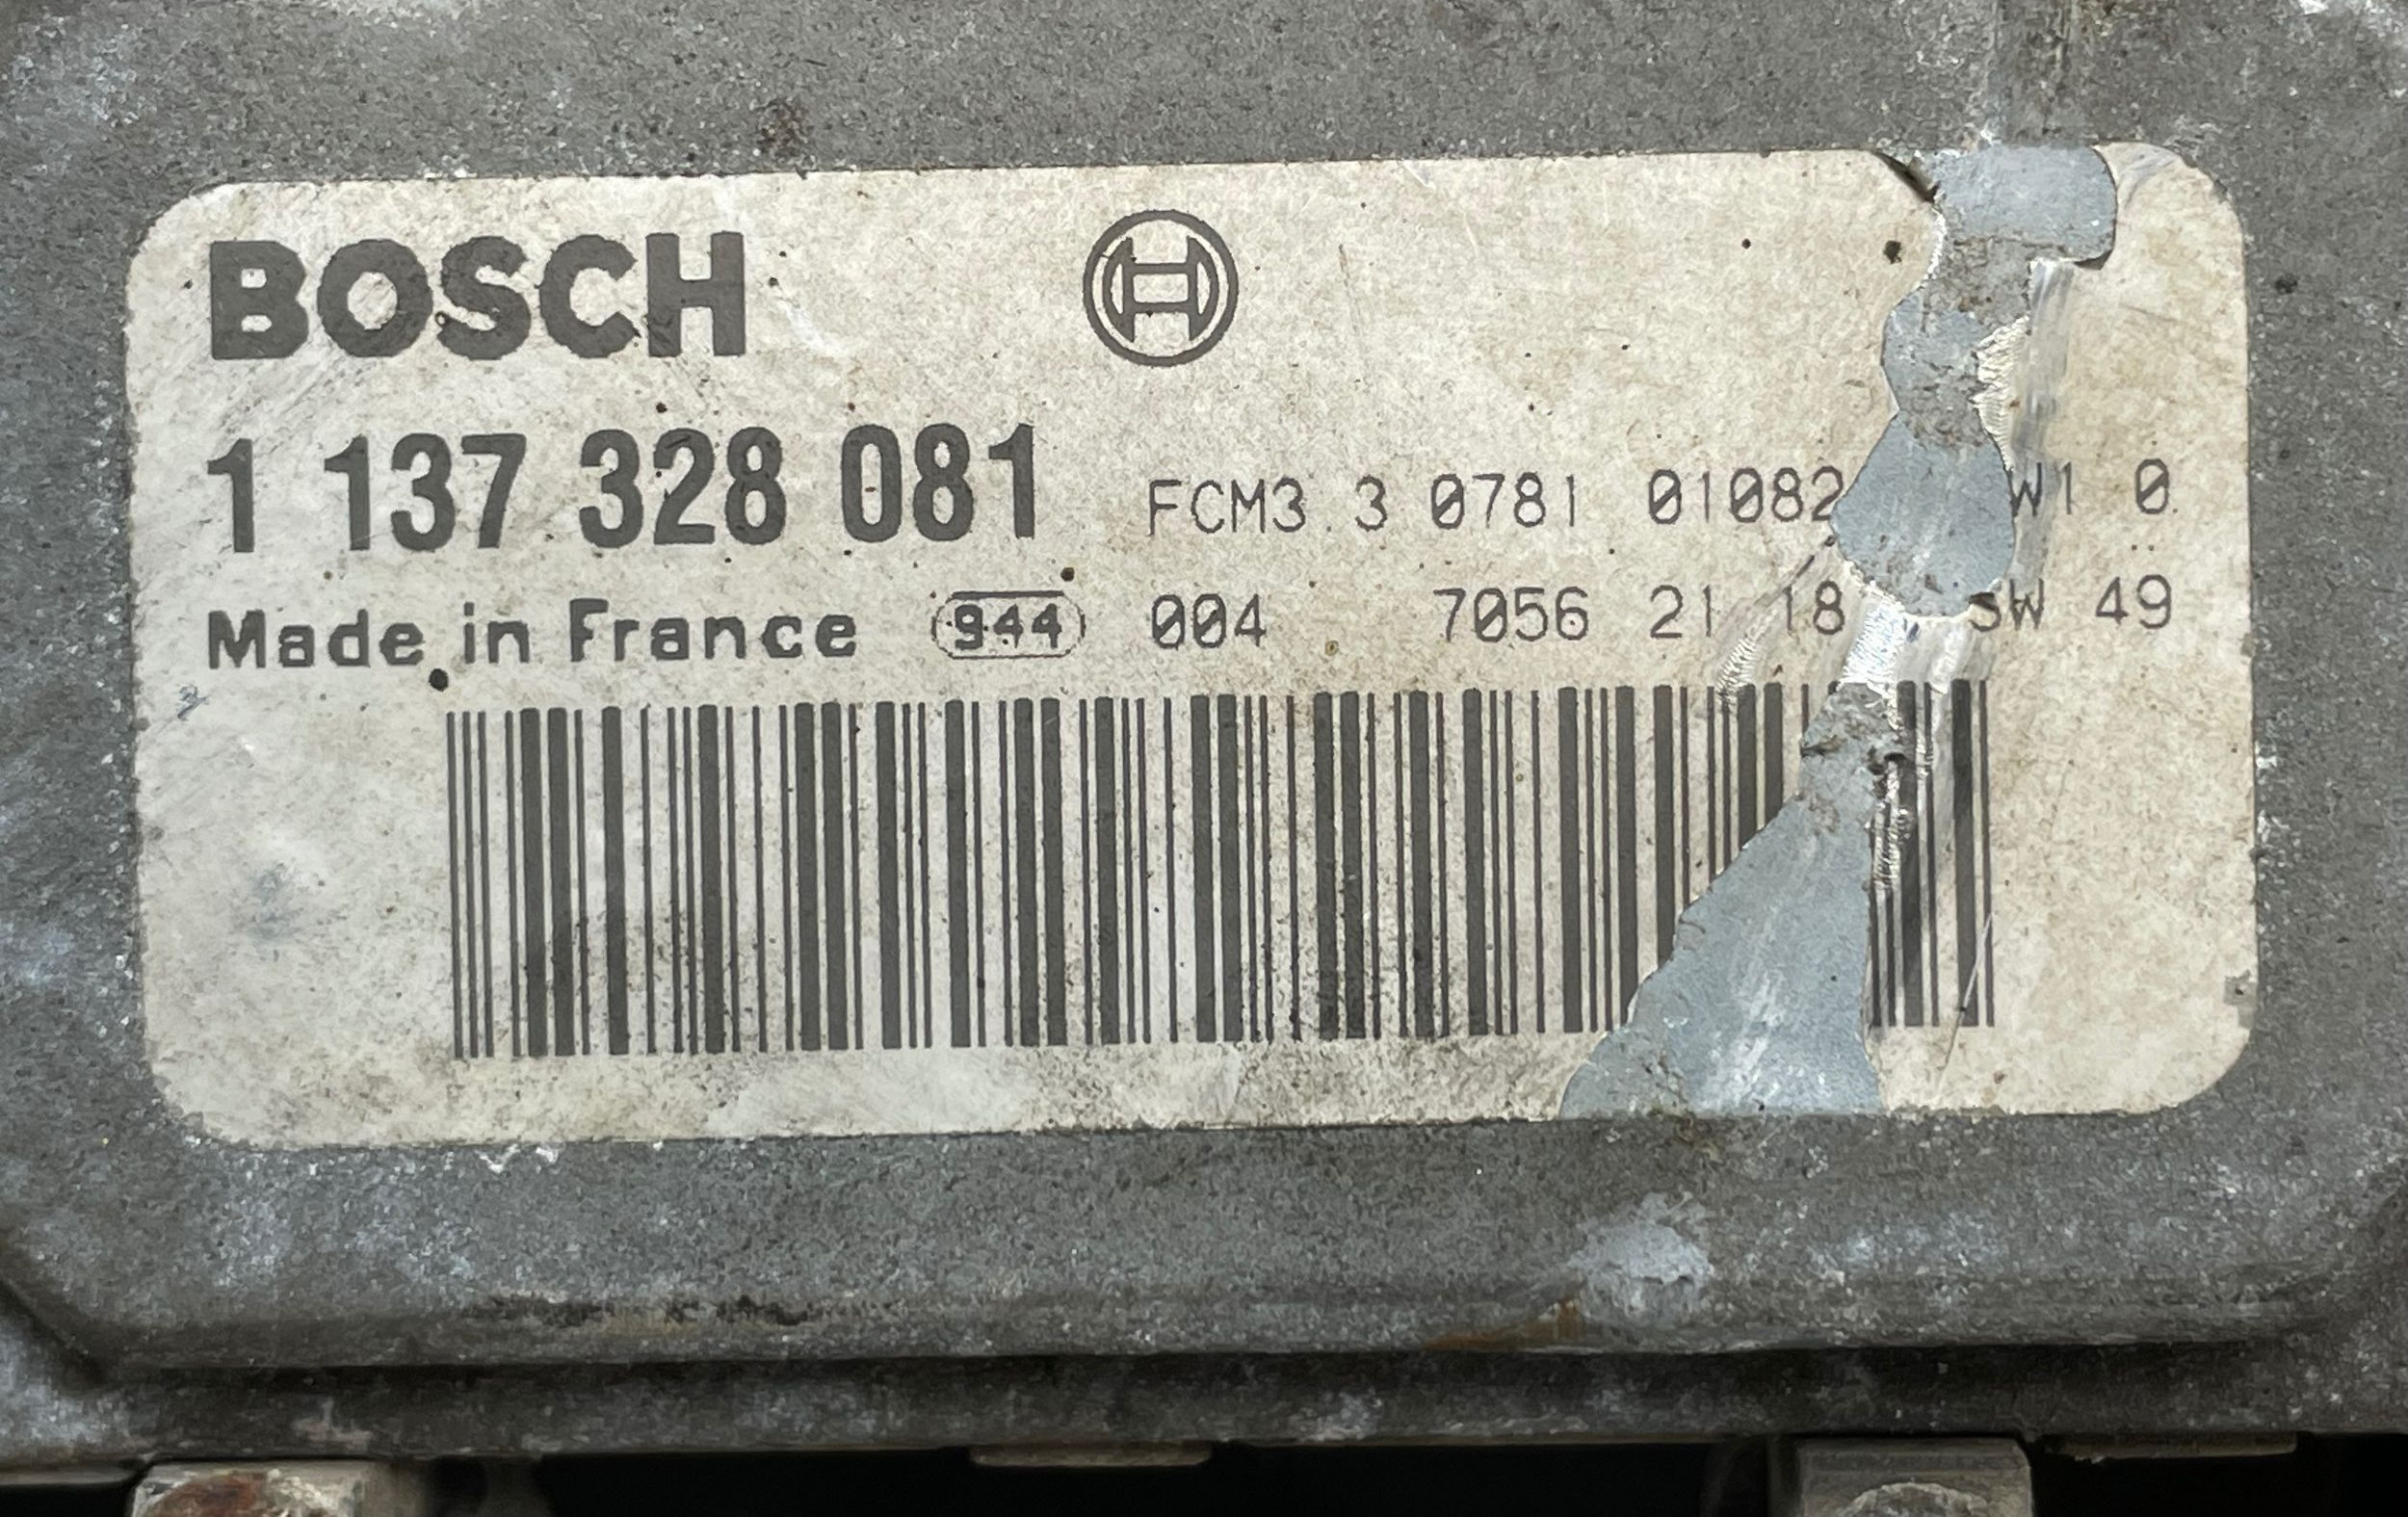 BOSCH
1 137 328 081 FCM3.3 0781 01082 W1 0
Made in France 944 004 7056 21 18 SW 49